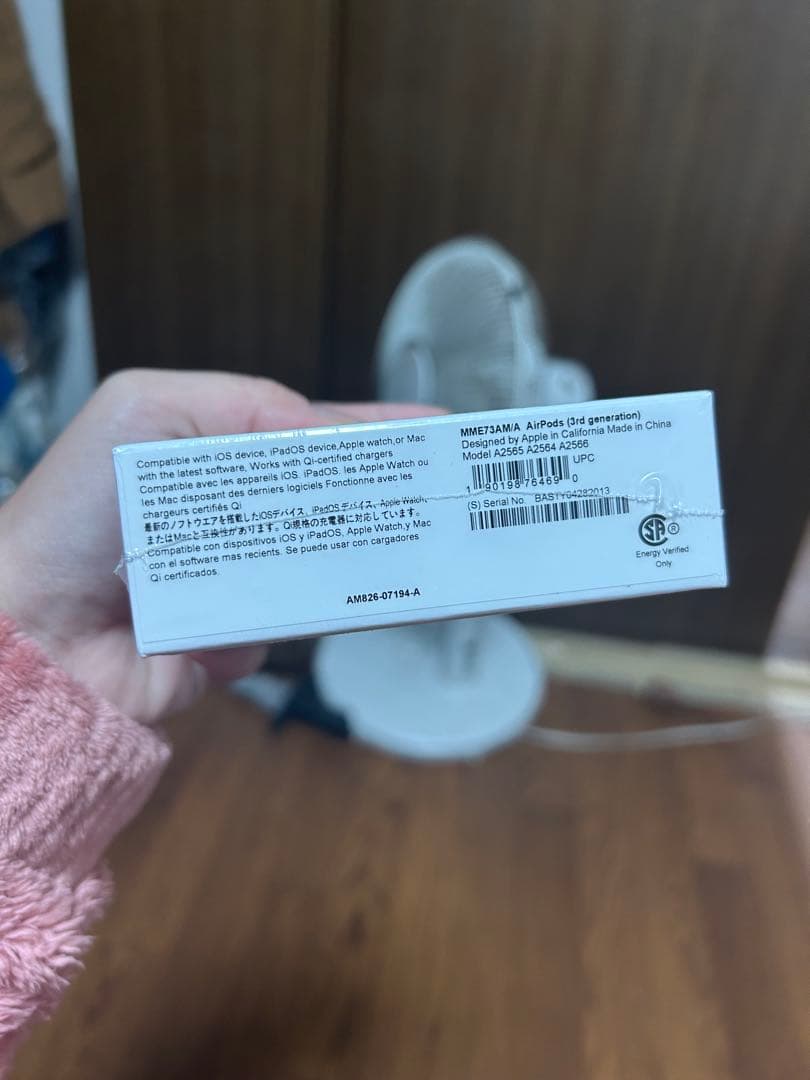 Compatible with iOS device, iPadOS device,Apple watch,or Mac
with the latest software, Works with Qi-certified chargers
Compatible avec les appareils iOS. iPadOS. les Apple Watch ou
les Mac disposant des derniers logiciels Fonctionne avec les
chargeurs certifiés Qi
最新のソフトウエアを搭載したiOSデバイス、iPadOS デバイス、Apple Watch、
またはMacと互換性があります。Qi規格の充電器に対応しています。
Compatible con dispositivos iOS y iPadOS, Apple Watch,y Mac
con el software mas recients. Se puede usar con cargadores
Qi certificados.
AM826-07194-A
MME73AM/A AirPods (3rd generation)
Designed by Apple in California Made in China
Model A2565 A2564 A2566
UPC
1 90198 76469 0
(S) Serial No. BASTY04282013
SA ®
Energy Verified
Only